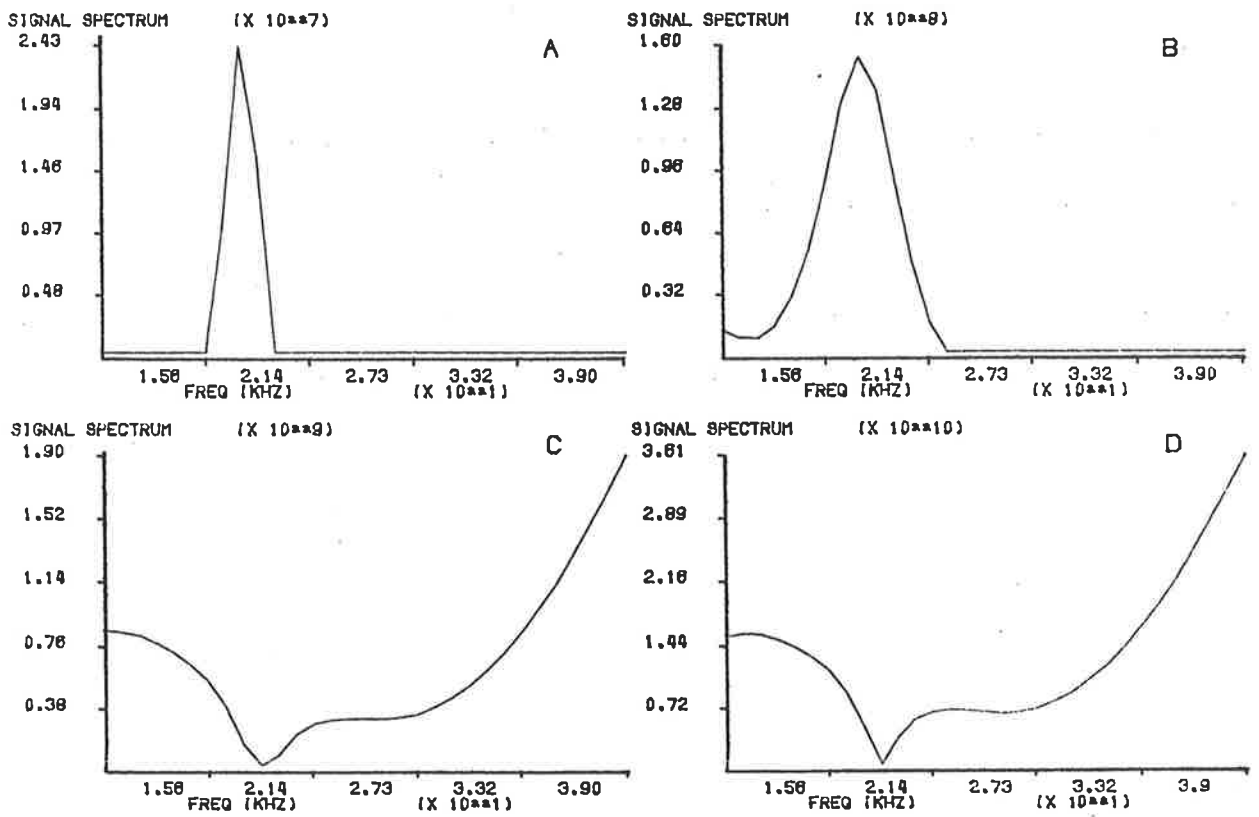 SIGNAL SPECTRUM (X 10**7)
A
2.43
1.94
1.46
0.97
0.48
1.56 2.14 2.73 3.32 3.90
FREQ (KHZ) (X 10**1)
SIGNAL SPECTRUM (X 10**8)
B
1.60
1.28
0.96
0.64
0.32
1.56 2.14 2.73 3.32 3.90
FREQ (KHZ) (X 10**1)
SIGNAL SPECTRUM (X 10**9)
C
1.90
1.52
1.14
0.76
0.38
1.56 2.14 2.73 3.32 3.90
FREQ (KHZ) (X 10**1)
SIGNAL SPECTRUM (X 10**10)
D
3.61
2.89
2.16
1.44
0.72
1.56 2.14 2.73 3.32 3.9
FREQ (KHZ) (X 10**1)